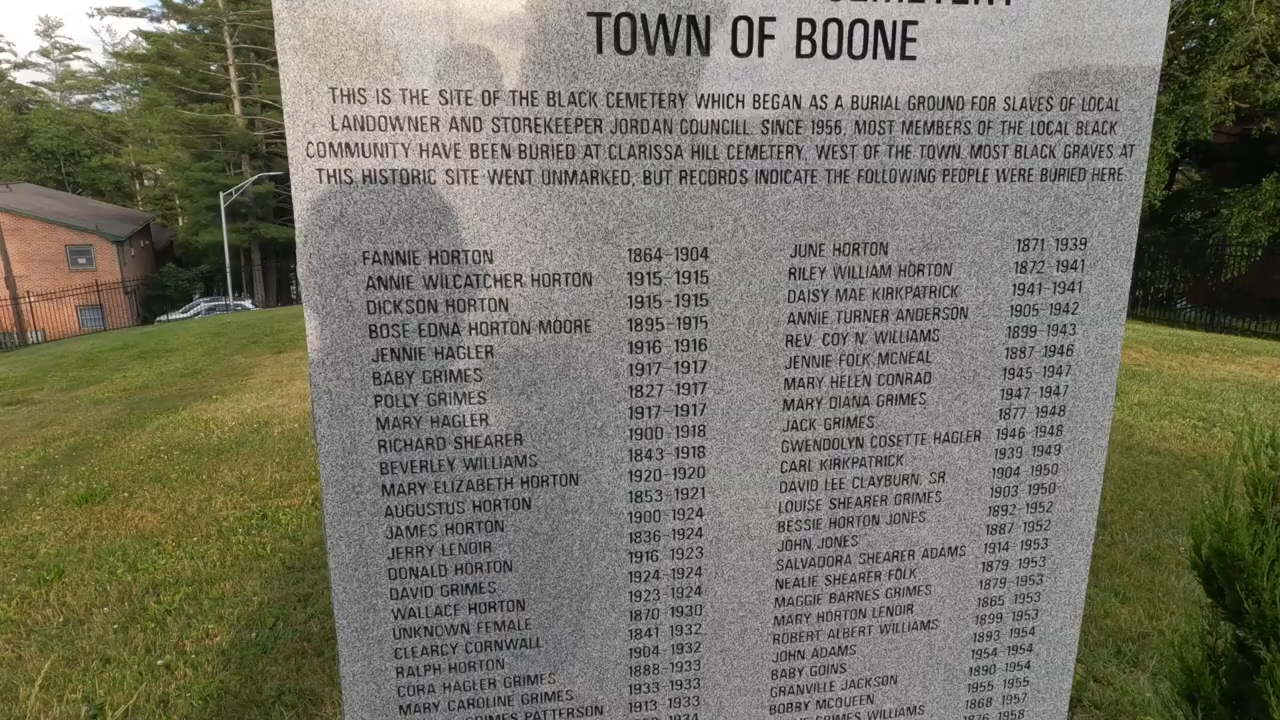 CEMETERY
TOWN OF BOONE
THIS IS THE SITE OF THE BLACK CEMETERY WHICH BEGAN AS A BURIAL GROUND FOR SLAVES OF LOCAL
LANDOWNER AND STOREKEEPER JORDAN COUNCILL. SINCE 1956, MOST MEMBERS OF THE LOCAL BLACK
COMMUNITY HAVE BEEN BURIED AT CLARISSA HILL CEMETERY, WEST OF THE TOWN. MOST BLACK GRAVES AT
THIS HISTORIC SITE WENT UNMARKED, BUT RECORDS INDICATE THE FOLLOWING PEOPLE WERE BURIED HERE
FANNIE HORTON 1864-1904
ANNIE WILCATCHER HORTON 1915-1915
DICKSON HORTON 1915-1915
BOSE EDNA HORTON MOORE 1895-1915
JENNIE HAGLER 1916-1916
BABY GRIMES 1917-1917
POLLY GRIMES 1827-1917
MARY HAGLER 1917-1917
RICHARD SHEARER 1900-1918
BEVERLEY WILLIAMS 1843-1918
MARY ELIZABETH HORTON 1920-1920
AUGUSTUS HORTON 1853-1921
JAMES HORTON 1900-1924
JERRY LENOIR 1836-1924
DONALD HORTON 1916-1923
DAVID GRIMES 1924-1924
WALLACE HORTON 1923-1924
UNKNOWN FEMALE 1870-1930
CLEARCY CORNWALL 1841-1932
RALPH HORTON 1904-1932
CORA HAGLER GRIMES 1888-1933
MARY CAROLINE GRIMES 1933-1933
GRIMES PATTERSON 1913-1933
1934
JUNE HORTON 1871-1939
RILEY WILLIAM HORTON 1872-1941
DAISY MAE KIRKPATRICK 1941-1941
ANNIE TURNER ANDERSON 1905-1942
REV. COY N. WILLIAMS 1899-1943
JENNIE FOLK MCNEAL 1887-1946
MARY HELEN CONRAD 1945-1947
MARY DIANA GRIMES 1947-1947
JACK GRIMES 1877-1948
GWENDOLYN COSETTE HAGLER 1946-1948
CARL KIRKPATRICK 1939-1949
DAVID LEE CLAYBURN, SR 1904-1950
LOUISE SHEARER GRIMES 1903-1950
BESSIE HORTON JONES 1892-1952
JOHN JONES 1887-1952
SALVADORA SHEARER ADAMS 1914-1953
NEALIE SHEARER FOLK 1879-1953
MAGGIE BARNES GRIMES 1879-1953
MARY HORTON LENOIR 1865-1953
ROBERT ALBERT WILLIAMS 1899-1953
JOHN ADAMS 1893-1954
BABY GOINS 1954-1954
GRANVILLE JACKSON 1890-1954
BOBBY MCQUEEN 1955-1955
GRIMES WILLIAMS 1868-1957
1876-1958